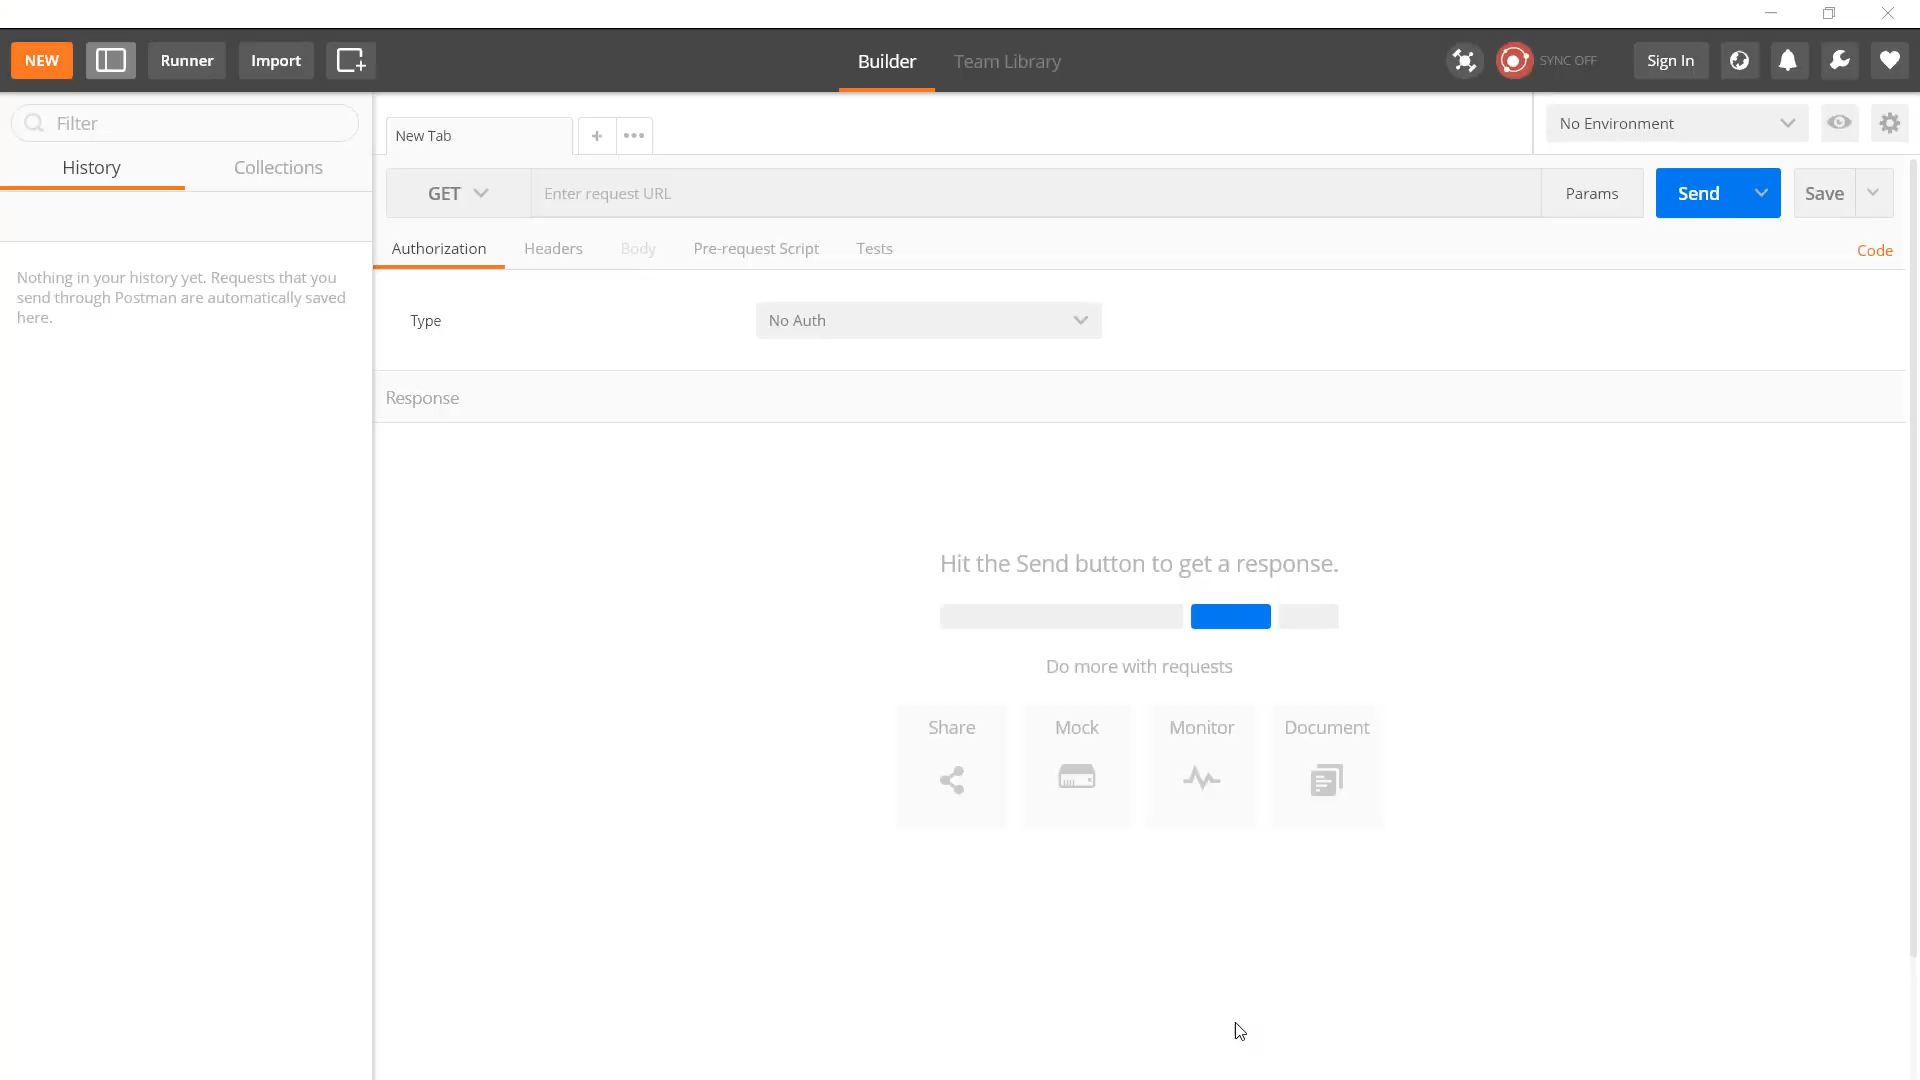 NEW
Runner
Import
Builder
Team Library
SYNC OFF
Sign In
Filter
History
Collections
Nothing in your history yet. Requests that you
send through Postman are automatically saved
here.
New Tab
No Environment
GET
Enter request URL
Params
Send
Save
Authorization
Headers
Body
Pre-request Script
Tests
Code
Type
No Auth
Response
Hit the Send button to get a response.
Do more with requests
Share
Mock
Monitor
Document